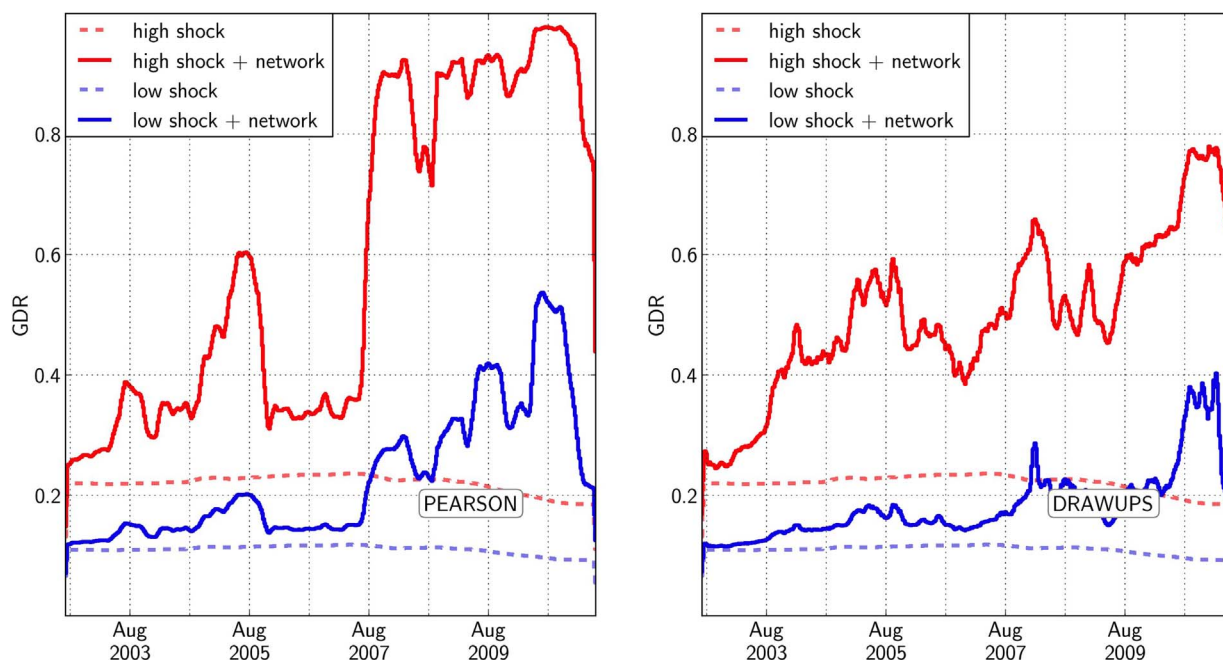 high shock
high shock + network
low shock
low shock + network
0.8
0.6
0.4
0.2
GDR
PEARSON
Aug
2003
Aug
2005
Aug
2007
Aug
2009
high shock
high shock + network
low shock
low shock + network
0.8
0.6
0.4
0.2
GDR
DRAWUPS
Aug
2003
Aug
2005
Aug
2007
Aug
2009